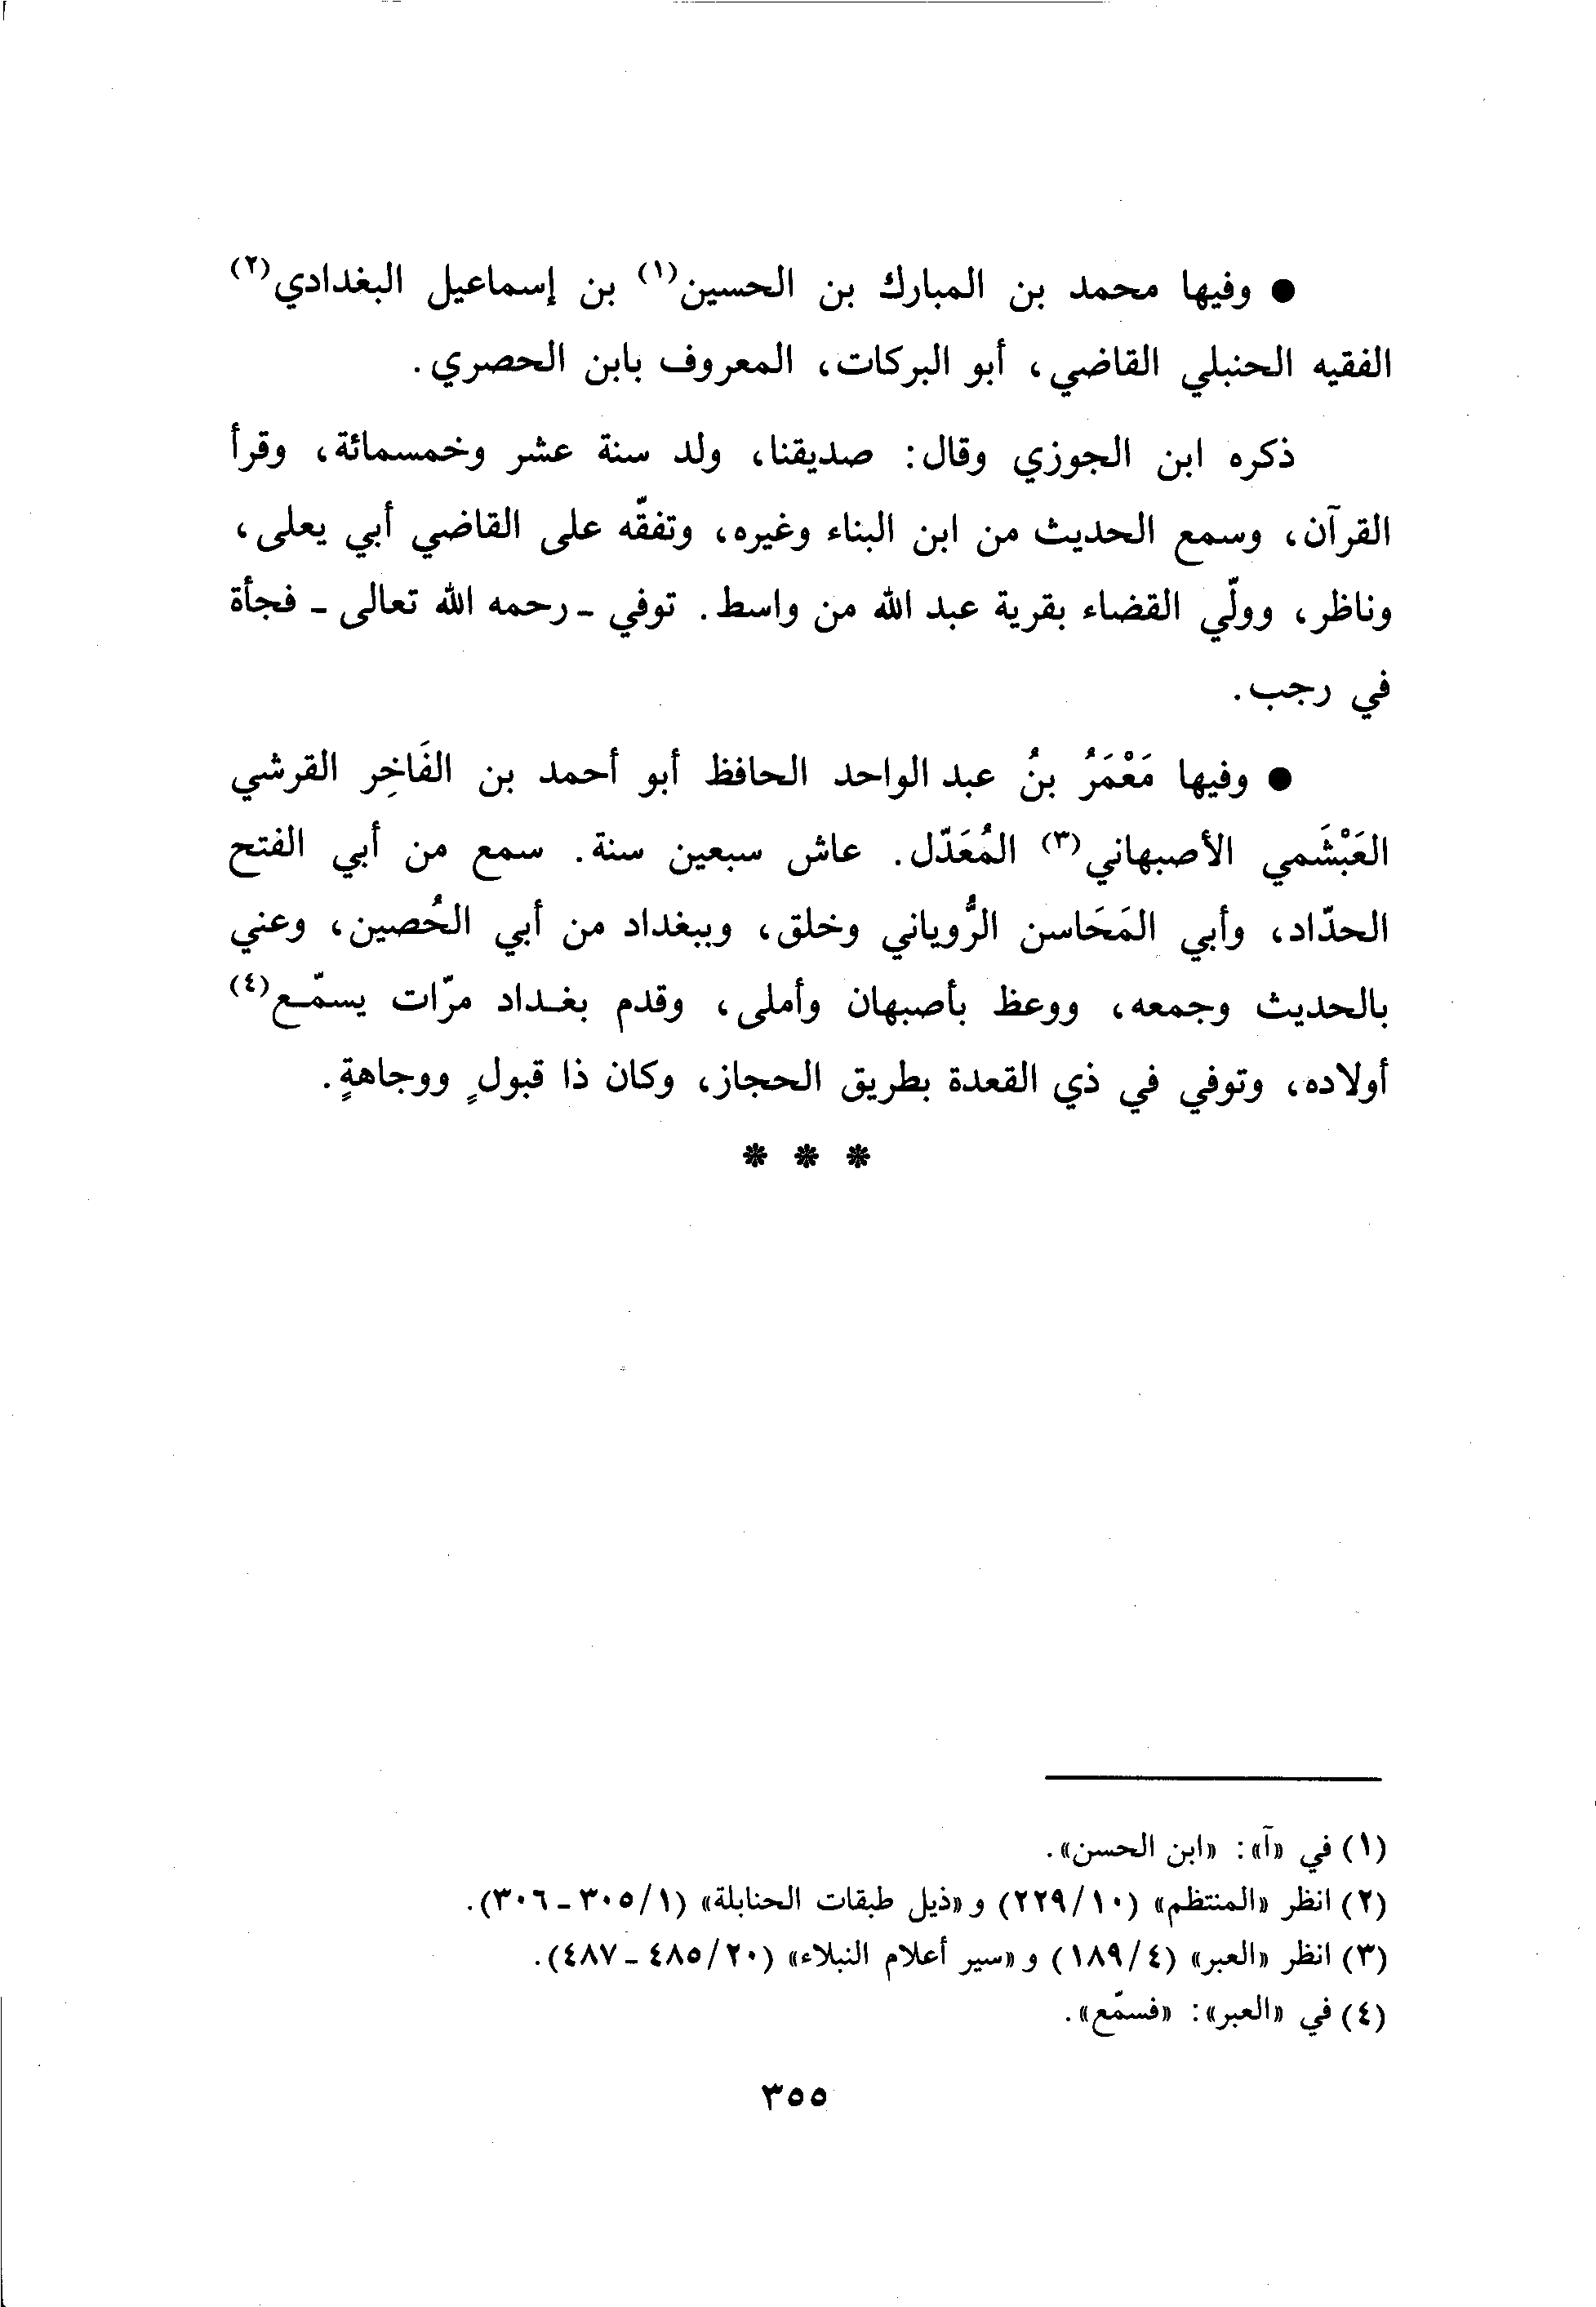 ● وفيها محمد بن المبارك بن الحسين(١) بن إسماعيل البغدادي(٢)
الفقيه الحنبلي القاضي، أبو البركات، المعروف بابن الحصري.
ذكره ابن الجوزي وقال: صديقنا، ولد سنة عشر وخمسمائة، وقرأ
القرآن، وسمع الحديث من ابن البناء وغيره، وتفقّه على القاضي أبي يعلى،
وناظر، وولّي القضاء بقرية عبد الله من واسط. توفي - رحمه الله تعالى - فجأة
في رجب.
● وفيها مَعْمَرُ بنُ عبد الواحد الحافظ أبو أحمد بن الفَاخِر القرشي
العَبْشَمي الأصبهاني(٣) المُعَدّل. عاش سبعين سنة. سمع من أبي الفتح
الحدّاد، وأبي المَحَاسن الرُّوياني وخلق، وببغداد من أبي الحُصين، وعني
بالحديث وجمعه، ووعظ بأصبهان وأملى، وقدم بغـداد مرّات يسمّـع(٤)
أولاده، وتوفي في ذي القعدة بطريق الحجاز، وكان ذا قبولٍ ووجاهةٍ.
* * *
(١) في «آ»: «ابن الحسن».
(٢) انظر «المنتظم» (١٠/ ٢٢٩) و «ذيل طبقات الحنابلة» (١/ ٣٠٥ - ٣٠٦).
(٣) انظر «العبر» (٤/ ١٨٩) و «سير أعلام النبلاء» (٢٠/ ٤٨٥ - ٤٨٧).
(٤) في «العبر»: «فسمّع».
٣٥٥